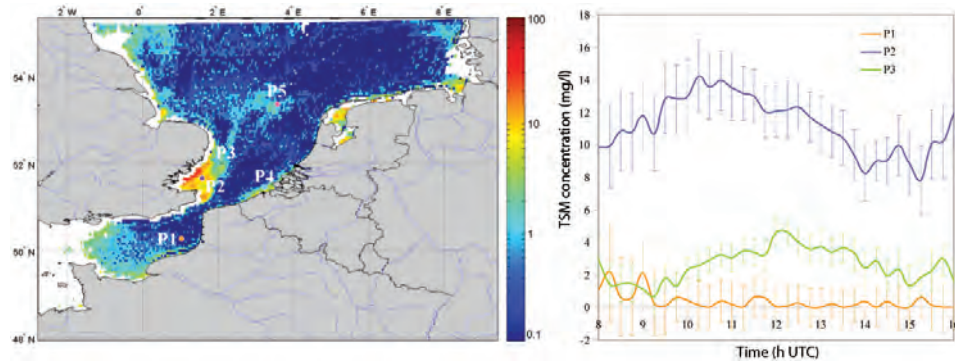 2°W 0° 2°E 4°E 6°E 8°E
54°N
52°N
50°N
49°N
48°N
P5
P3
P2
P4
P1
100
10
1
0.1
TSM concentration (mg/l)
18
16
14
12
10
8
6
4
2
0
-2
P1
P2
P3
8 9 10 11 12 13 14 15 16
Time (h UTC)